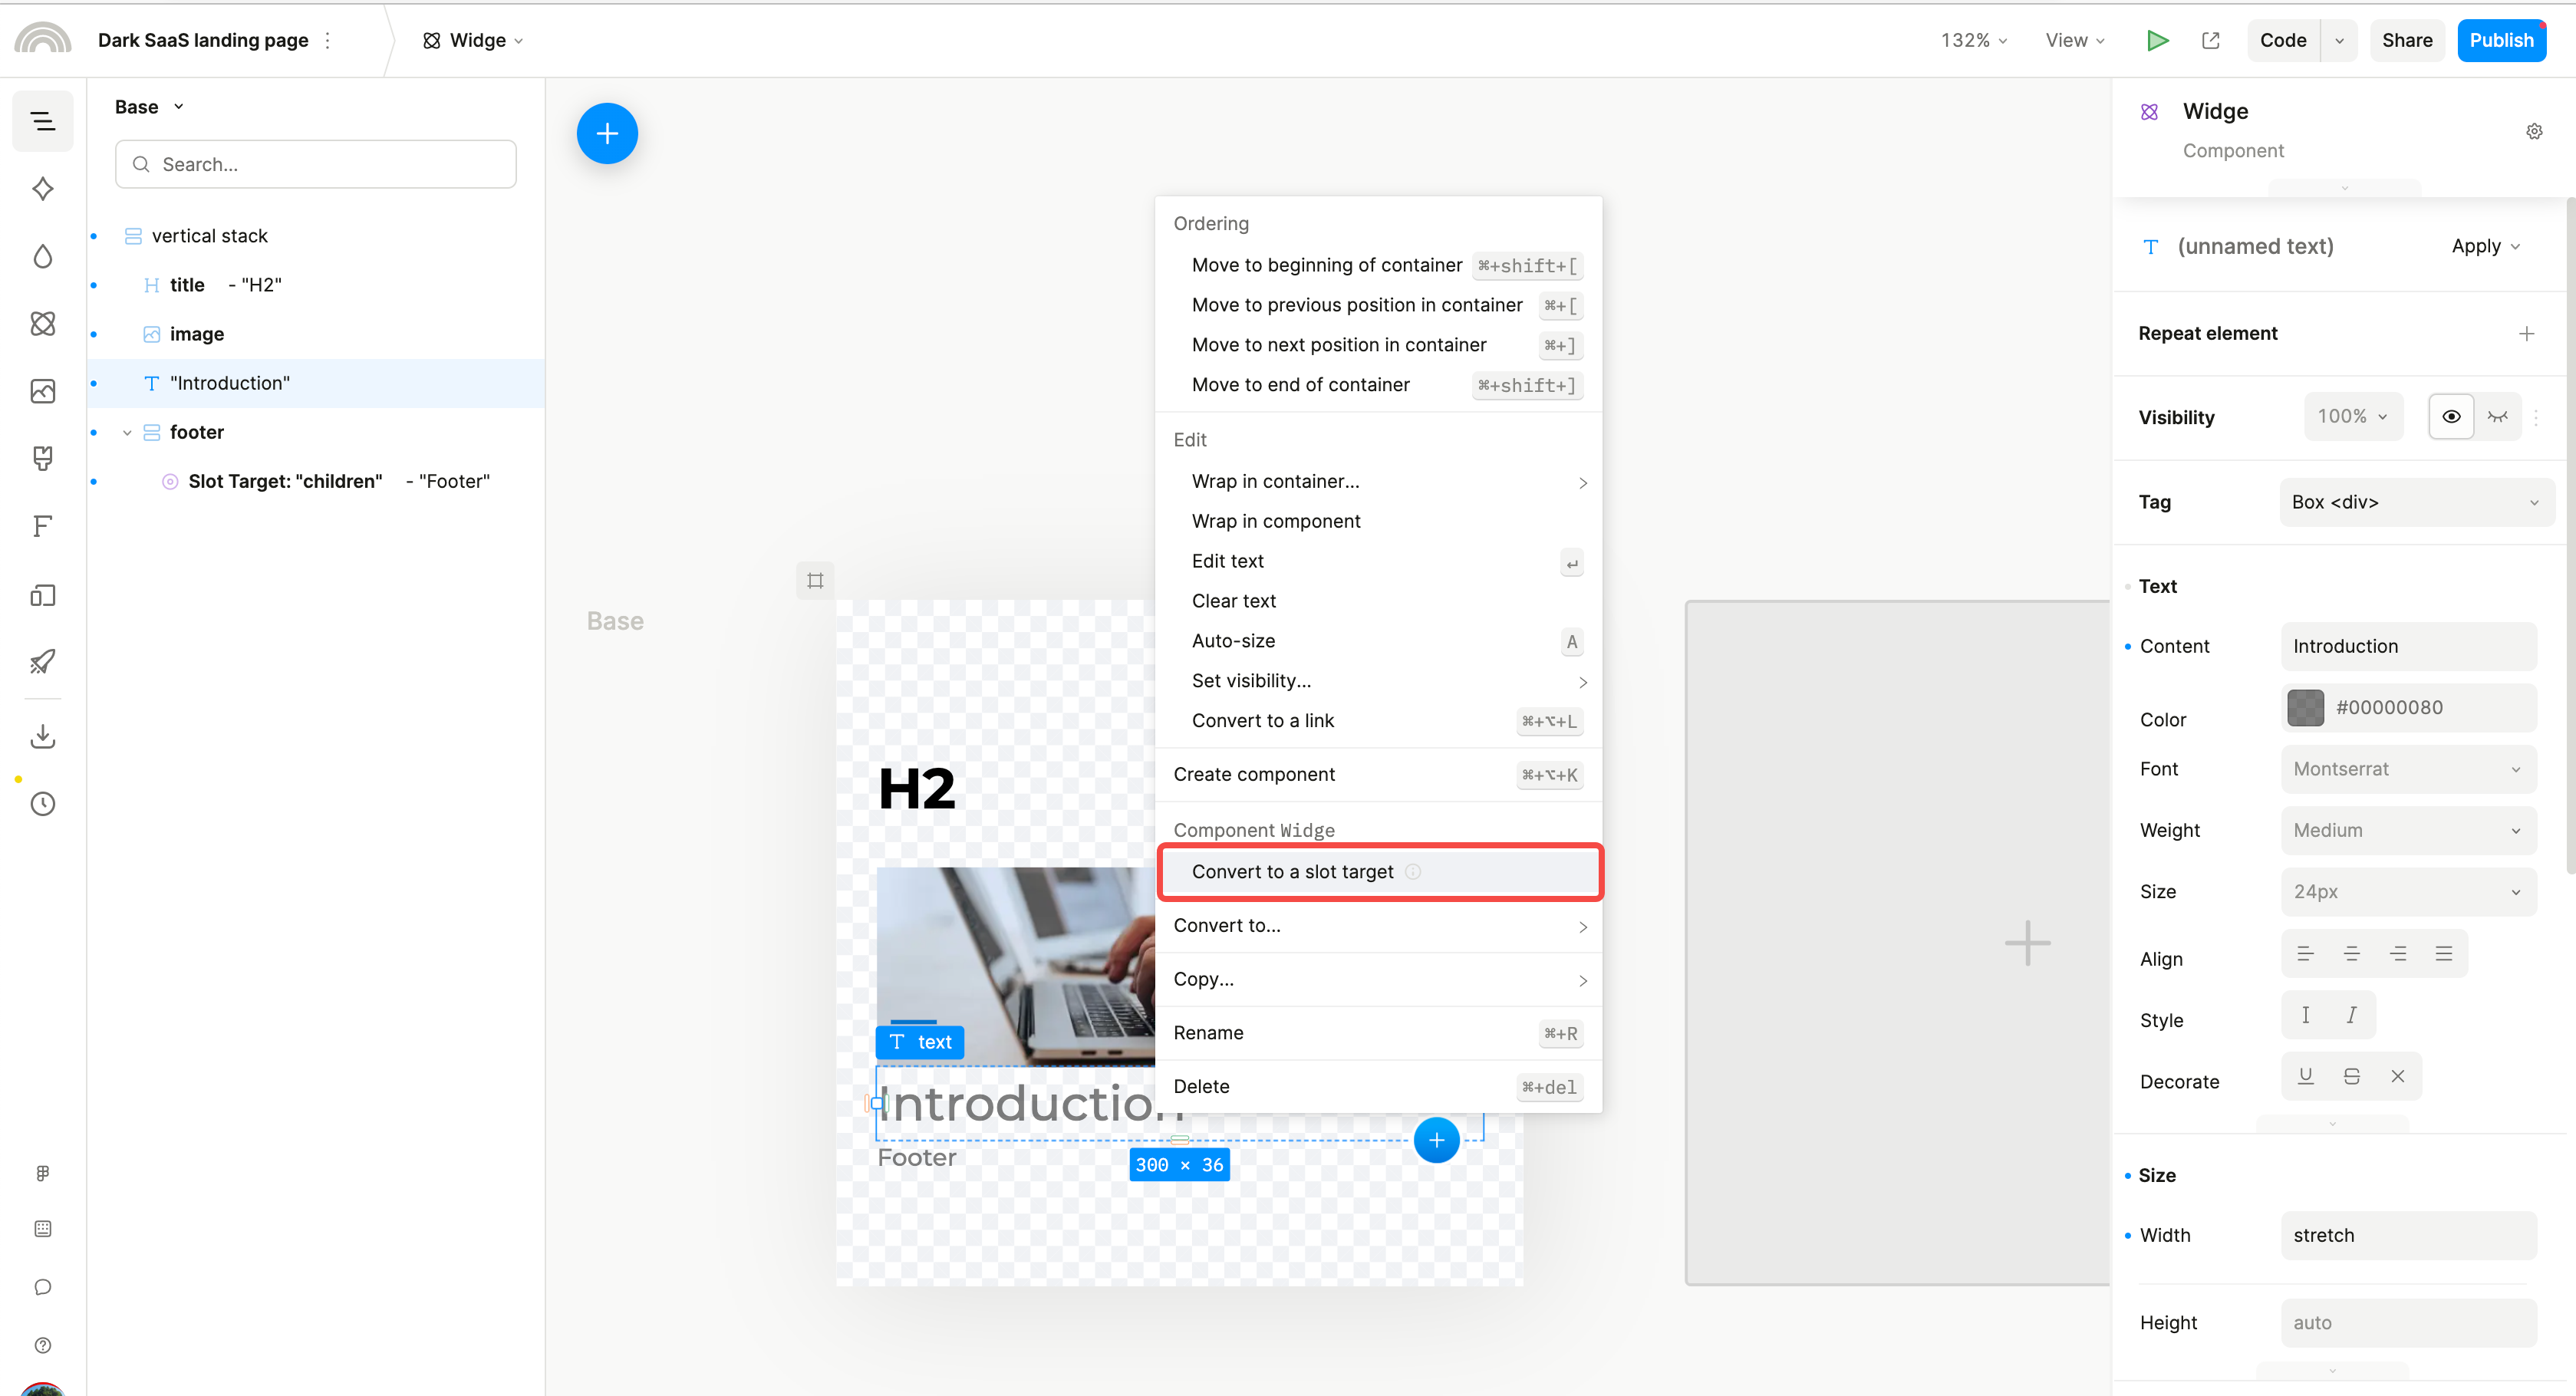 Dark SaaS landing page
Widge
132%
View
Code
Share
Publish
Base
Search...
vertical stack
title - "H2"
image
"Introduction"
footer
Slot Target: "children" - "Footer"
Base
H2
text
Introduction
Footer
300 × 36
Ordering
Move to beginning of container ⌘+shift+[
Move to previous position in container ⌘+[
Move to next position in container ⌘+]
Move to end of container ⌘+shift+]
Edit
Wrap in container...
Wrap in component
Edit text ↵
Clear text
Auto-size A
Set visibility...
Convert to a link ⌘+⌥+L
Create component ⌘+⌥+K
Component Widge
Convert to a slot target
Convert to...
Copy...
Rename ⌘+R
Delete ⌘+del
Widge
Component
(unnamed text)
Apply
Repeat element
Visibility 100%
Tag Box <div>
Text
Content Introduction
Color #00000080
Font Montserrat
Weight Medium
Size 24px
Align
Style
Decorate
Size
Width stretch
Height auto